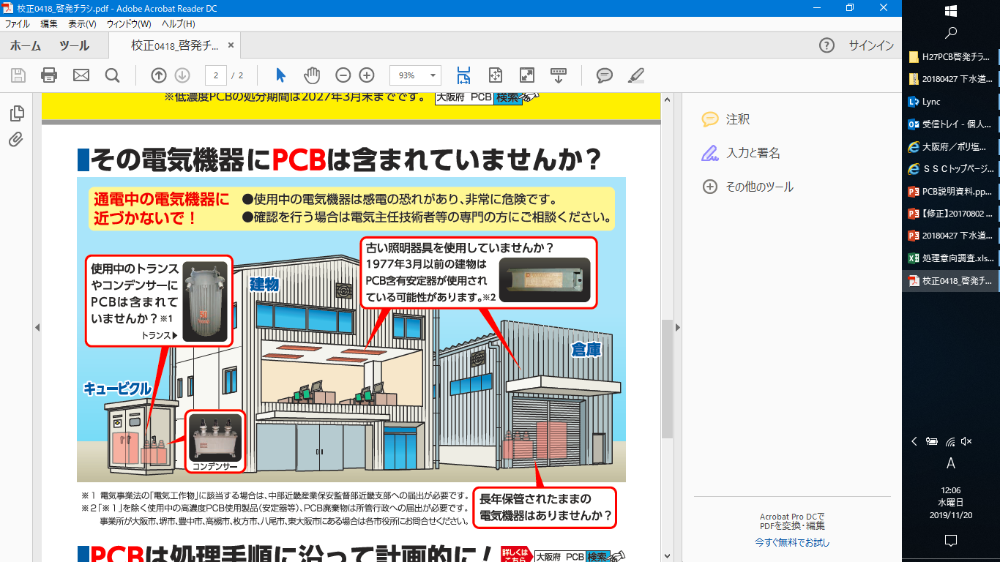 校正0418_啓発チラシ.pdf - Adobe Acrobat Reader DC
ファイル 編集 表示(V) ウィンドウ(W) ヘルプ(H)
ホーム ツール 校正0418_啓発チ... × サインイン
2 / 2 93%
※低濃度PCBの処分期間は2027年3月末までです。 大阪府 PCB 検索
その電気機器にPCBは含まれていませんか?
通電中の電気機器に
近づかないで!
●使用中の電気機器は感電の恐れがあり、非常に危険です。
●確認を行う場合は電気主任技術者等の専門の方にご相談ください。
使用中のトランス
やコンデンサーに
PCBは含まれて
いませんか?※1
トランス▶
50
建物
古い照明器具を使用していませんか?
1977年3月以前の建物は
PCB含有安定器が使用され
ている可能性があります。※2
倉庫
キュービクル
コンデンサー
長年保管されたままの
電気機器はありませんか?
※1 電気事業法の「電気工作物」に該当する場合は、中部近畿産業保安監督部近畿支部への届出が必要です。
※2「※1」を除く使用中の高濃度PCB使用製品(安定器等)、PCB廃棄物は所管行政への届出が必要です。
事業所が大阪市、堺市、豊中市、高槻市、枚方市、八尾市、東大阪市にある場合は各市役所にお問合せください。
PCBは処理手順に沿って計画的に! 詳しくは
こちら 大阪府 PCB 検索
注釈
入力と署名
その他のツール
Acrobat Pro DCで
PDFを変換・編集
今すぐ無料でお試し
H27PCB啓発チラ...
20180427 下水道...
Lync
受信トレイ - 個人...
大阪府／ポリ塩...
ＳＳＣトップページ...
PCB説明資料.pp...
【修正】20170802 ...
20180427 下水道...
処理意向調査.xls...
校正0418_啓発チ...
A
12:06
水曜日
2019/11/20